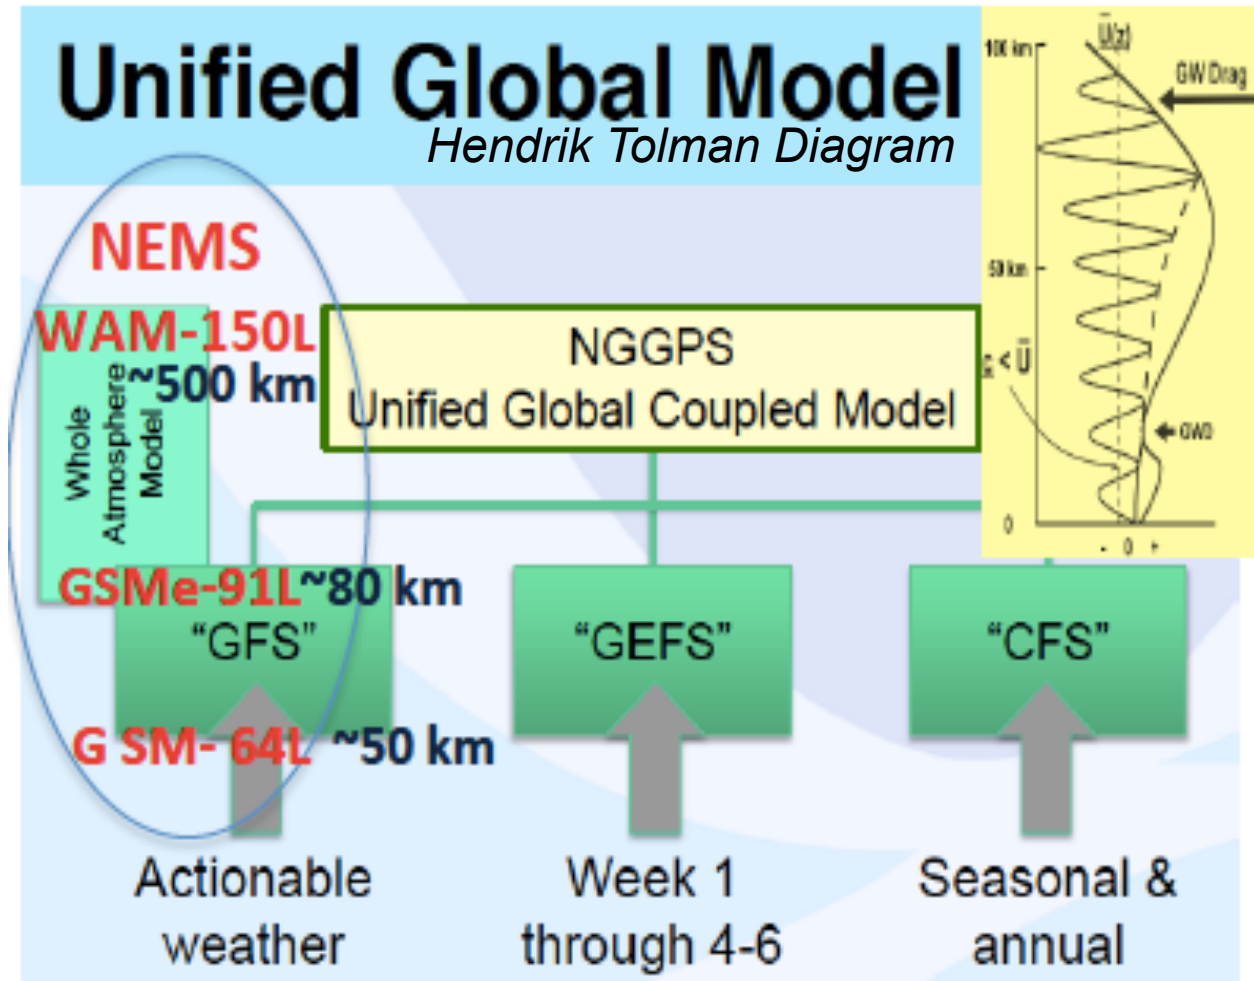 Unified Global Model
Hendrik Tolman Diagram
NEMS
WAM-150L
~500 km
Whole
Atmosphere
Model
NGGPS
Unified Global Coupled Model
GSMe-91L~80 km
"GFS"
"GEFS"
"CFS"
G SM- 64L ~50 km
Actionable
weather
Week 1
through 4-6
Seasonal &
annual
Ū(z)
100 km
GW Drag
50 km
< Ū
GWD
0
- 0 +